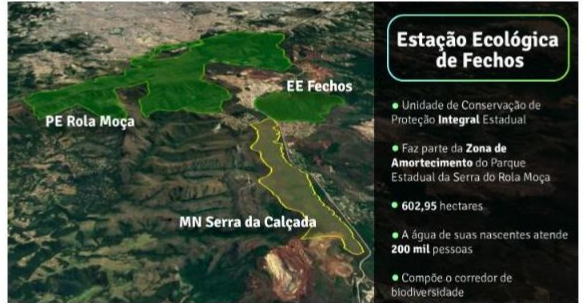 Estação Ecológica
de Fechos
EE Fechos
PE Rola Moça
MN Serra da Calçada
• Unidade de Conservação de
Proteção Integral Estadual
• Faz parte da Zona de
Amortecimento do Parque
Estadual da Serra do Rola Moça
• 602,95 hectares
• A água de suas nascentes atende
200 mil pessoas
• Compõe o corredor de
biodiversidade